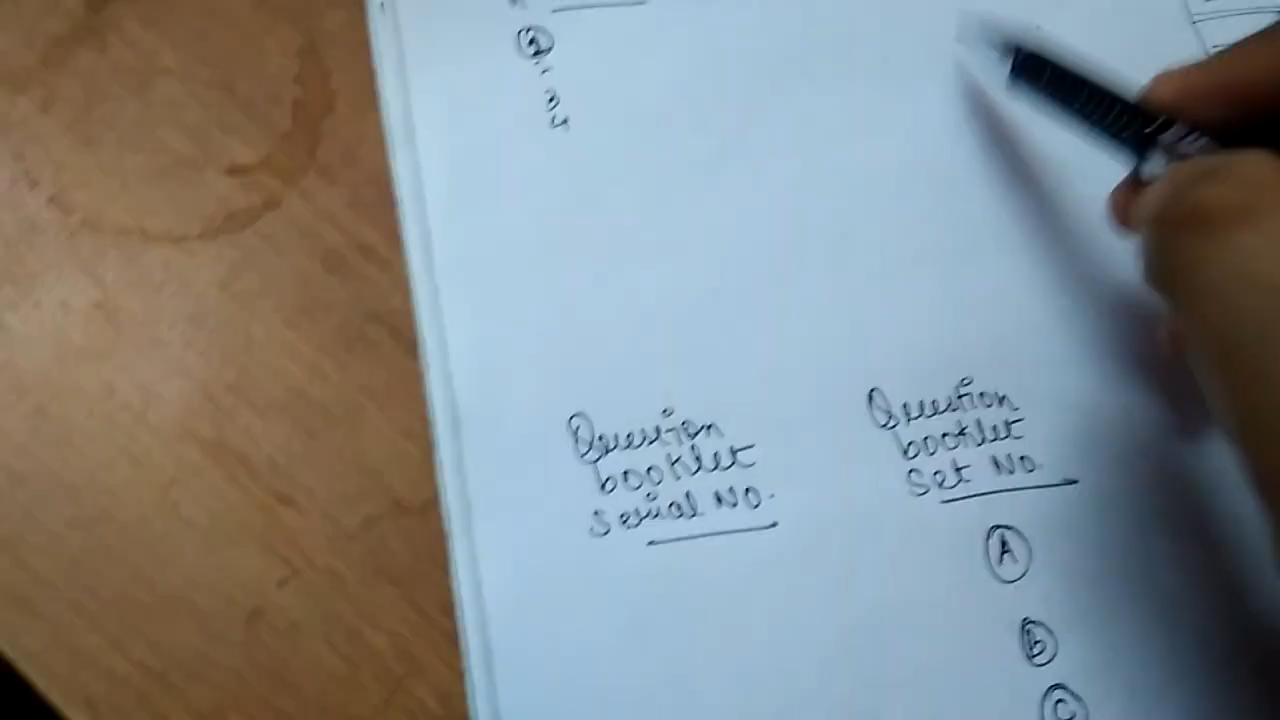 Question
booklet
Serial No.
Question
booklet
Set No.
A
b
C